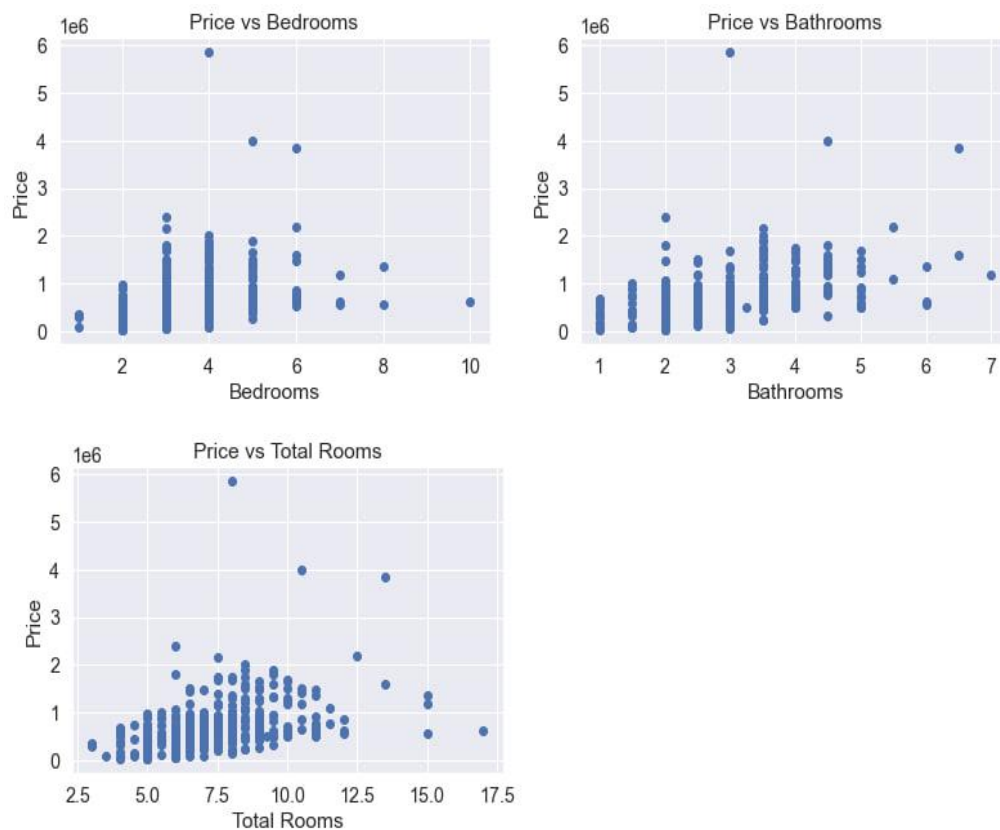 Price vs Bedrooms
1e6
6
5
4
3
2
1
0
Price
2 4 6 8 10
Bedrooms
Price vs Bathrooms
1e6
6
5
4
3
2
1
0
Price
1 2 3 4 5 6 7
Bathrooms
Price vs Total Rooms
1e6
6
5
4
3
2
1
0
Price
2.5 5.0 7.5 10.0 12.5 15.0 17.5
Total Rooms